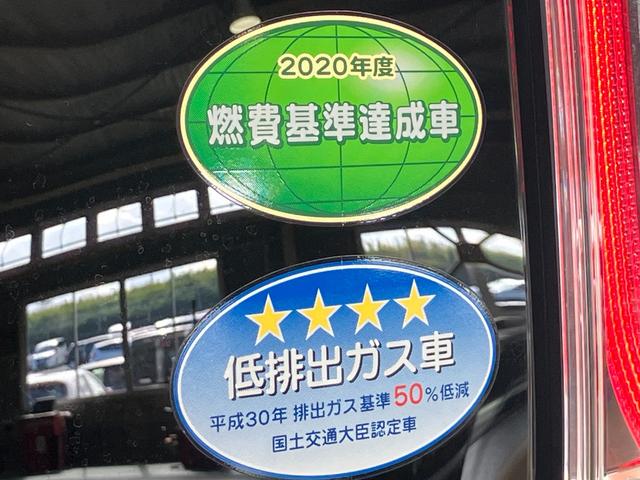 2020年度
燃費基準達成車
低排出ガス車
平成30年 排出ガス基準50%低減
国土交通大臣認定車